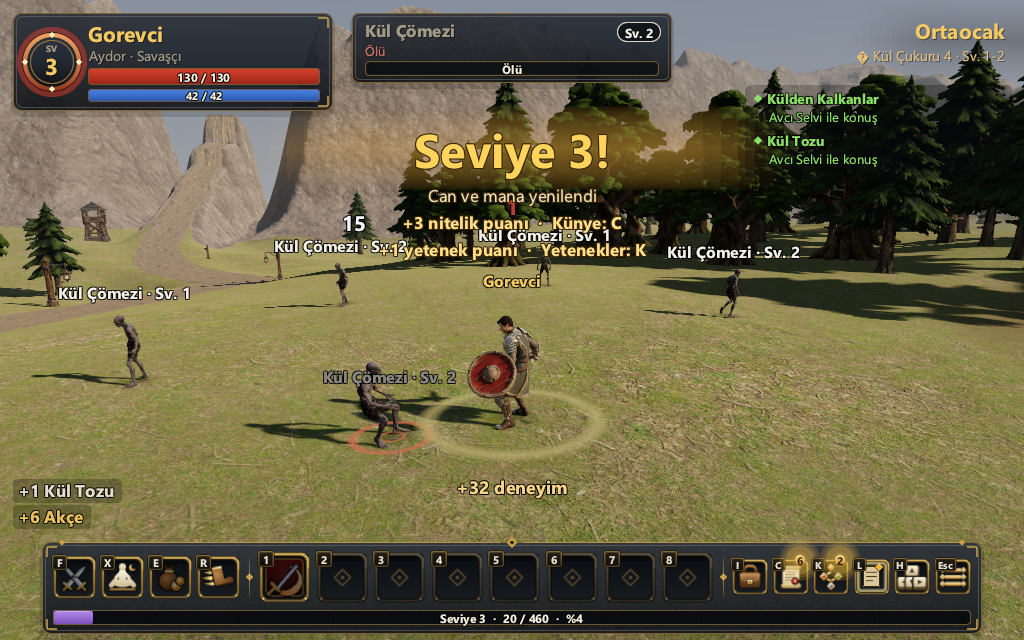 Gorevci
SV
3
Aydor · Savaşçı
130 / 130
42 / 42
Kül Çömezi
Sv. 2
Ölü
Ölü
Ortaocak
Kül Çukuru 4 · Sv. 1-2
Külden Kalkanlar
Avcı Selvi ile konuş
Kül Tozu
Avcı Selvi ile konuş
Seviye 3!
Can ve mana yenilendi
1
15
+3 nitelik puanı · Künye: C
Kül Çömezi · Sv. 1
Kül Çömezi · Sv. 2
+1 yetenek puanı · Yetenekler: K
Kül Çömezi · Sv. 2
Gorevci
Kül Çömezi · Sv. 1
Kül Çömezi · Sv. 2
+32 deneyim
+1 Kül Tozu
+6 Akçe
F X E R 1 2 3 4 5 6 7 8 I C 6 K 2 L H A Esc
Seviye 3 · 20 / 460 · %4